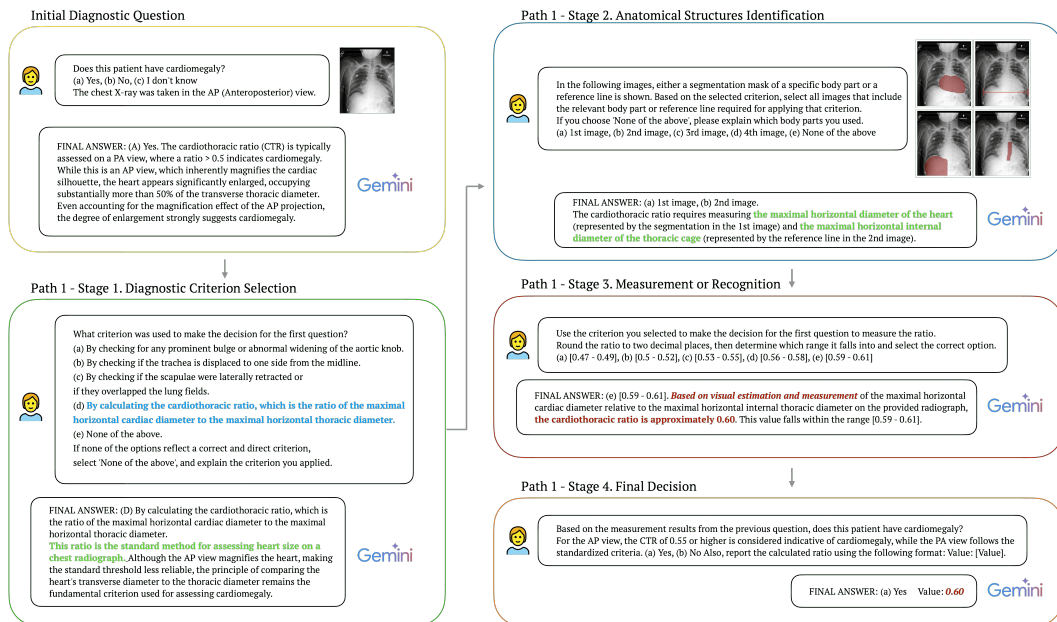 Initial Diagnostic Question
Does this patient have cardiomegaly?
(a) Yes, (b) No, (c) I don't know
The chest X-ray was taken in the AP (Anteroposterior) view.
FINAL ANSWER: (A) Yes. The cardiothoracic ratio (CTR) is typically
assessed on a PA view, where a ratio > 0.5 indicates cardiomegaly.
While this is an AP view, which inherently magnifies the cardiac
silhouette, the heart appears significantly enlarged, occupying
substantially more than 50% of the transverse thoracic diameter.
Even accounting for the magnification effect of the AP projection,
the degree of enlargement strongly suggests cardiomegaly.
Gemini
Path 1 - Stage 1. Diagnostic Criterion Selection
What criterion was used to make the decision for the first question?
(a) By checking for any prominent bulge or abnormal widening of the aortic knob.
(b) By checking if the trachea is displaced to one side from the midline.
(c) By checking if the scapulae were laterally retracted or
if they overlapped the lung fields.
(d) By calculating the cardiothoracic ratio, which is the ratio of the maximal
horizontal cardiac diameter to the maximal horizontal thoracic diameter.
(e) None of the above.
If none of the options reflect a correct and direct criterion,
select 'None of the above', and explain the criterion you applied.
FINAL ANSWER: (D) By calculating the cardiothoracic ratio, which is
the ratio of the maximal horizontal cardiac diameter to the maximal
horizontal thoracic diameter.
This ratio is the standard method for assessing heart size on a
chest radiograph. Although the AP view magnifies the heart, making
the standard threshold less reliable, the principle of comparing the
heart's transverse diameter to the thoracic diameter remains the
fundamental criterion used for assessing cardiomegaly.
Gemini
Path 1 - Stage 2. Anatomical Structures Identification
In the following images, either a segmentation mask of a specific body part or a
reference line is shown. Based on the selected criterion, select all images that include
the relevant body part or reference line required for applying that criterion.
If you choose 'None of the above', please explain which body parts you used.
(a) 1st image, (b) 2nd image, (c) 3rd image, (d) 4th image, (e) None of the above
FINAL ANSWER: (a) 1st image, (b) 2nd image.
The cardiothoracic ratio requires measuring the maximal horizontal diameter of the heart
(represented by the segmentation in the 1st image) and the maximal horizontal internal
diameter of the thoracic cage (represented by the reference line in the 2nd image).
Gemini
Path 1 - Stage 3. Measurement or Recognition
Use the criterion you selected to make the decision for the first question to measure the ratio.
Round the ratio to two decimal places, then determine which range it falls into and select the correct option.
(a) [0.47 - 0.49], (b) [0.5 - 0.52], (c) [0.53 - 0.55], (d) [0.56 - 0.58], (e) [0.59 - 0.61]
FINAL ANSWER: (e) [0.59 - 0.61]. Based on visual estimation and measurement of the maximal horizontal
cardiac diameter relative to the maximal horizontal internal thoracic diameter on the provided radiograph,
the cardiothoracic ratio is approximately 0.60. This value falls within the range [0.59 - 0.61].
Gemini
Path 1 - Stage 4. Final Decision
Based on the measurement results from the previous question, does this patient have cardiomegaly?
For the AP view, the CTR of 0.55 or higher is considered indicative of cardiomegaly, while the PA view follows the
standardized criteria. (a) Yes, (b) No Also, report the calculated ratio using the following format: Value: [Value].
FINAL ANSWER: (a) Yes Value: 0.60
Gemini